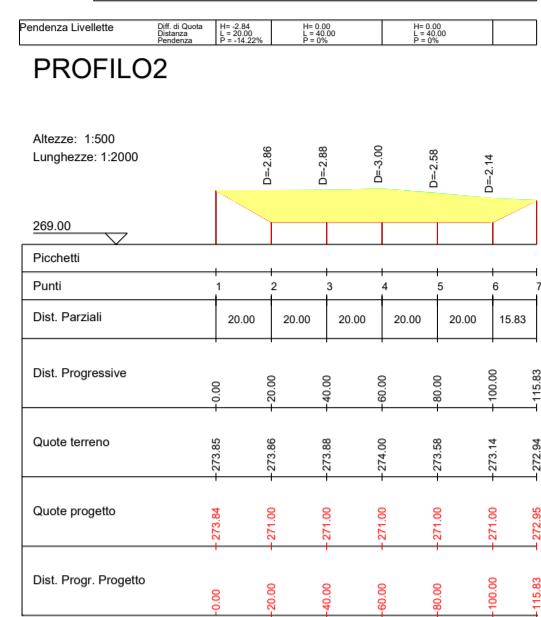 Pendenza Livellette
Diff. di Quota H= -2.84 H= 0.00 H= 0.00
Distanza L = 20.00 L = 40.00 L = 40.00
Pendenza P = -14.22% P = 0% P = 0%
PROFILO2
Altezze: 1:500
Lunghezze: 1:2000
D=-2.86 D=-2.88 D=-3.00 D=-2.58 D=-2.14
269.00
Picchetti
Punti 1 2 3 4 5 6 7
Dist. Parziali 20.00 20.00 20.00 20.00 20.00 15.83
Dist. Progressive 0.00 20.00 40.00 60.00 80.00 100.00 115.83
Quote terreno 273.85 273.86 273.88 274.00 273.58 273.14 272.94
Quote progetto 273.84 271.00 271.00 271.00 271.00 271.00 272.95
Dist. Progr. Progetto 0.00 20.00 40.00 60.00 80.00 100.00 115.83